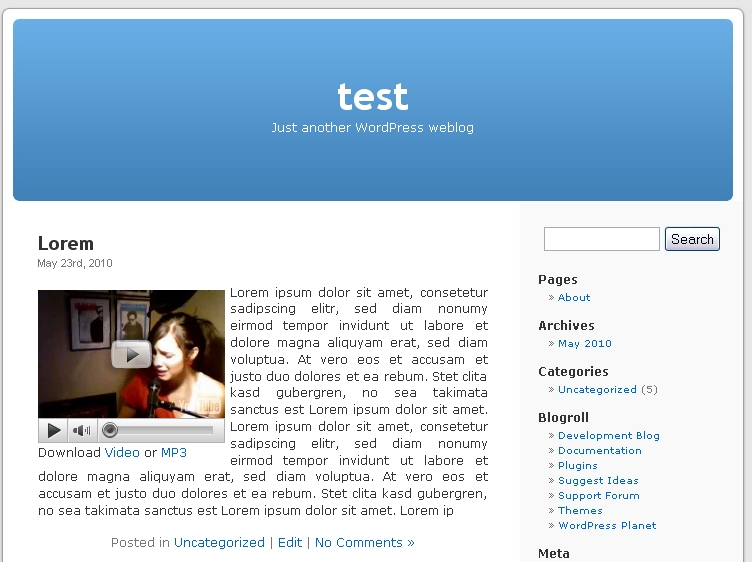 test
Just another WordPress weblog
Lorem
May 23rd, 2010
Lorem ipsum dolor sit amet, consetetur
sadipscing elitr, sed diam nonumy
eirmod tempor invidunt ut labore et
dolore magna aliquyam erat, sed diam
voluptua. At vero eos et accusam et
justo duo dolores et ea rebum. Stet clita
kasd gubergren, no sea takimata
sanctus est Lorem ipsum dolor sit amet.
Lorem ipsum dolor sit amet, consetetur
sadipscing elitr, sed diam nonumy
eirmod tempor invidunt ut labore et
dolore magna aliquyam erat, sed diam voluptua. At vero eos et
accusam et justo duo dolores et ea rebum. Stet clita kasd gubergren,
no sea takimata sanctus est Lorem ipsum dolor sit amet. Lorem ip
YouTube
Download Video or MP3
Posted in Uncategorized | Edit | No Comments »
Search
Pages
» About
Archives
» May 2010
Categories
» Uncategorized (5)
Blogroll
» Development Blog
» Documentation
» Plugins
» Suggest Ideas
» Support Forum
» Themes
» WordPress Planet
Meta